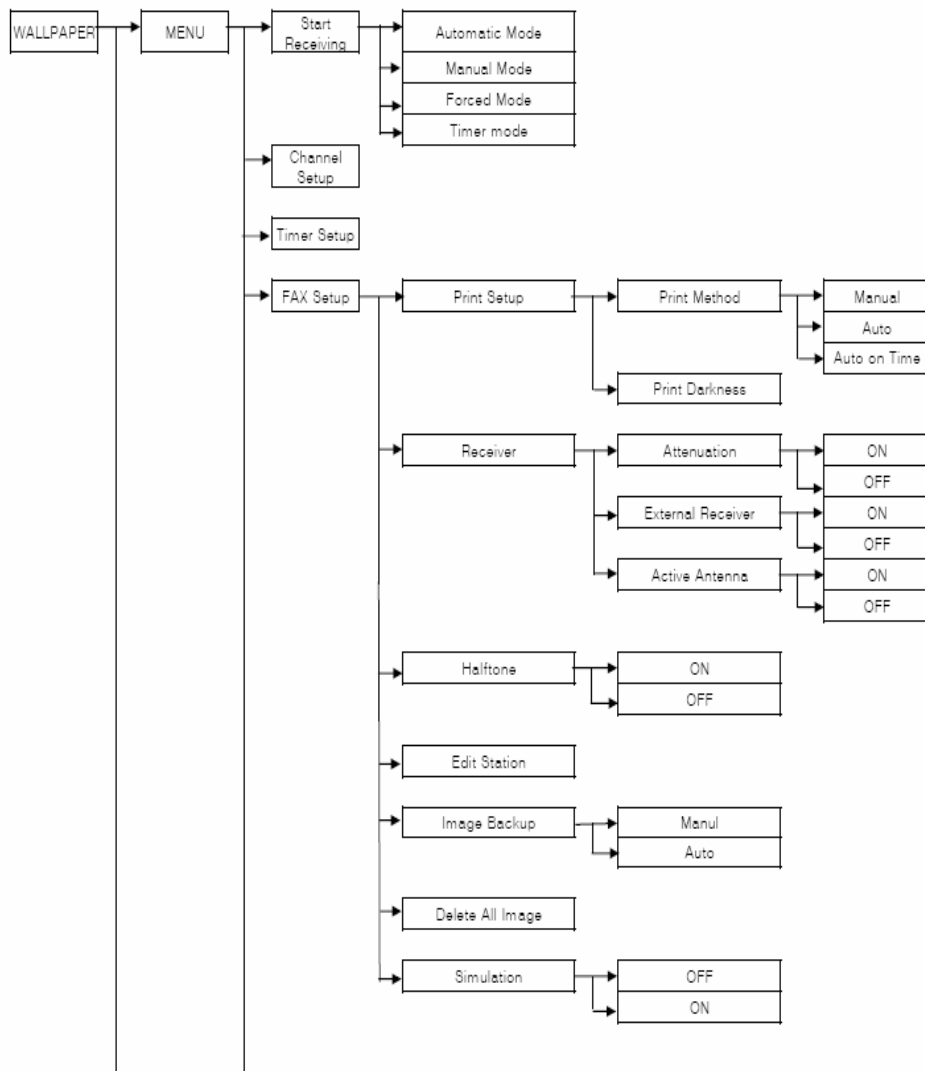 WALLPAPER
MENU
Start
Receiving
Automatic Mode
Manual Mode
Forced Mode
Timer mode
Channel
Setup
Timer Setup
FAX Setup
Print Setup
Print Method
Manual
Auto
Auto on Time
Print Darkness
Receiver
Attenuation
ON
OFF
External Receiver
ON
OFF
Active Antenna
ON
OFF
Halftone
ON
OFF
Edit Station
Image Backup
Manul
Auto
Delete All Image
Simulation
OFF
ON